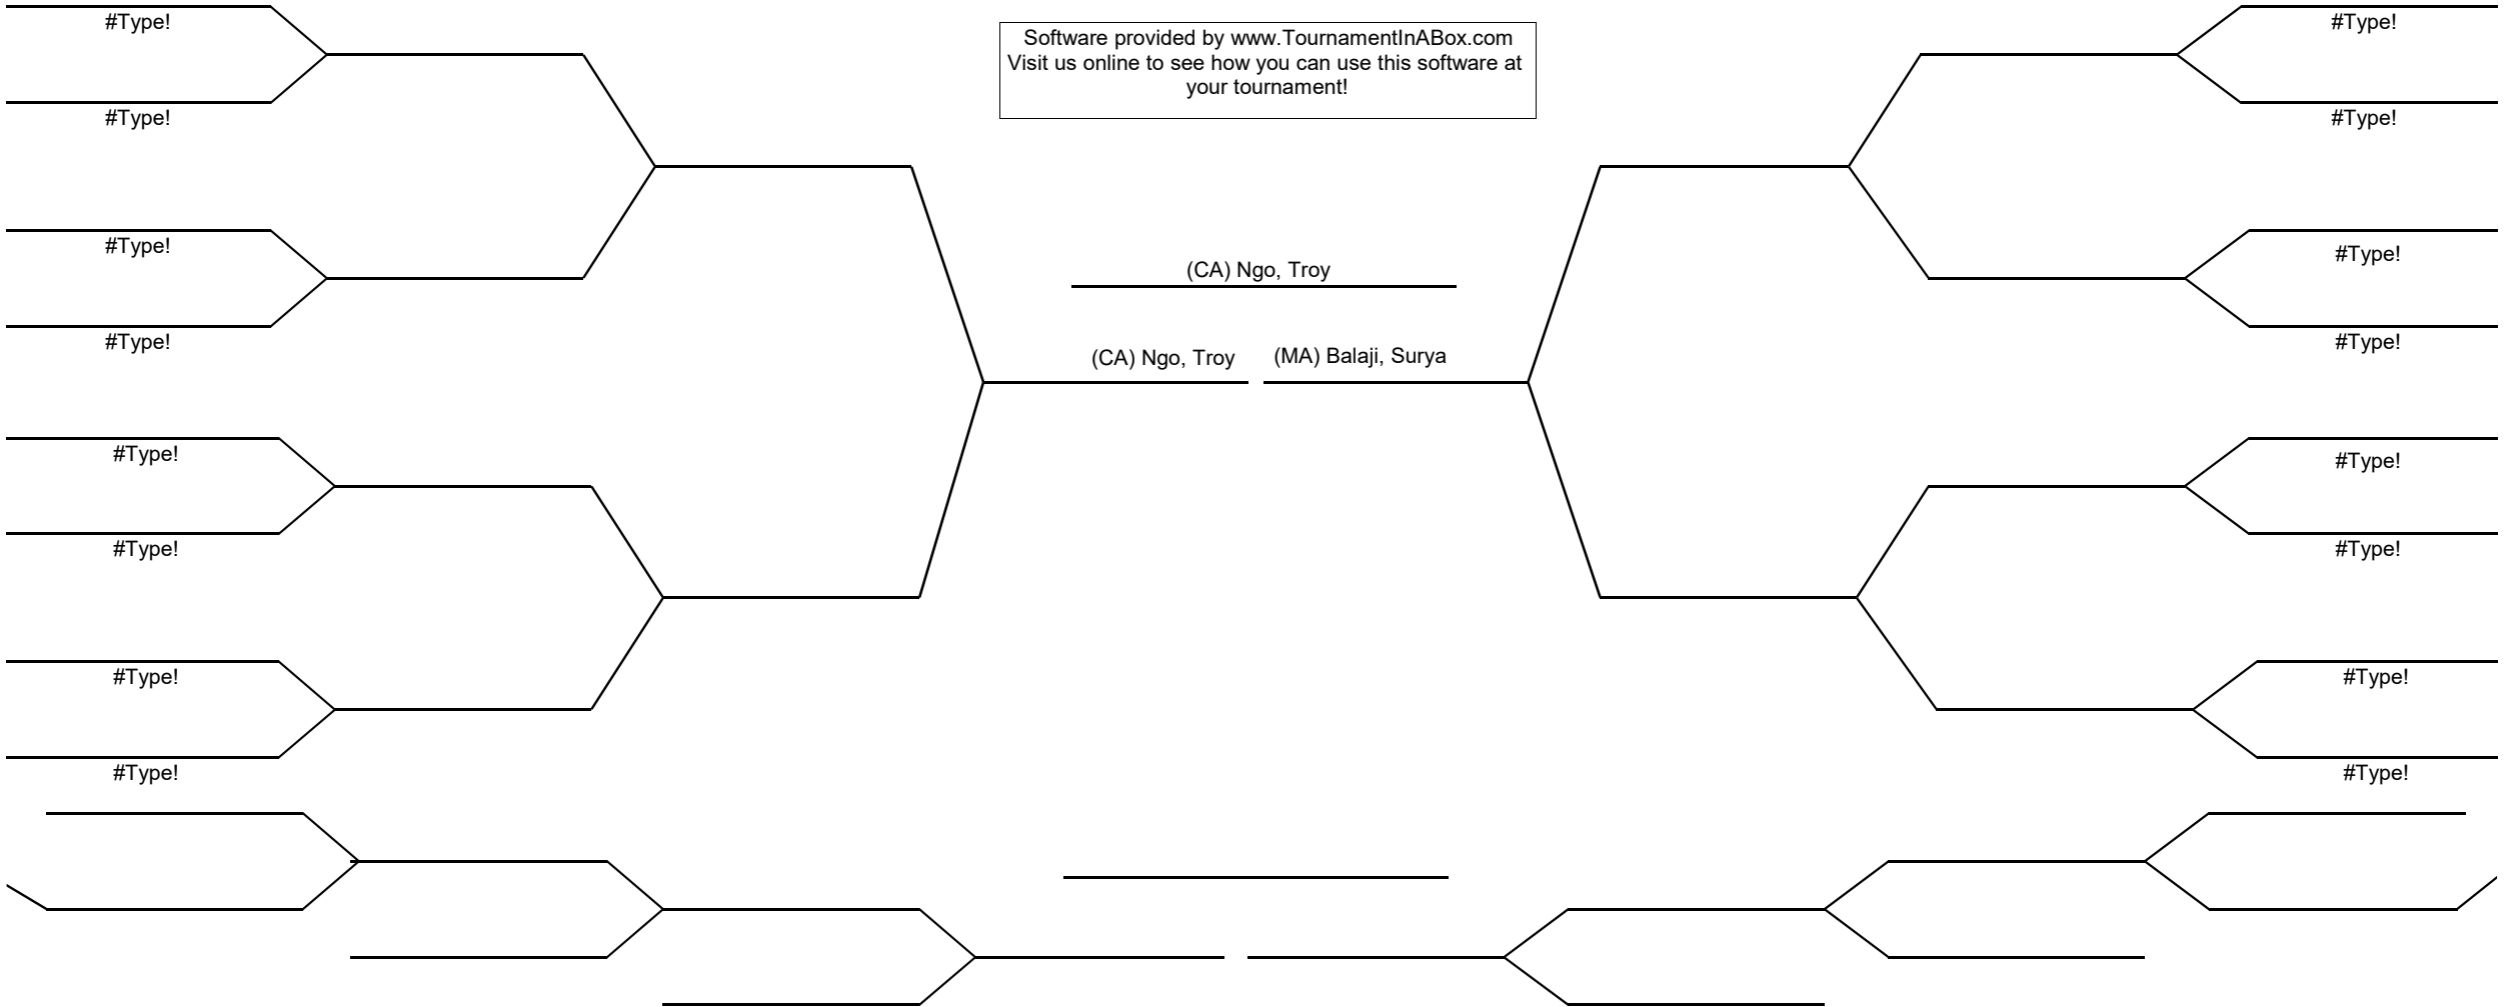 #Type!
#Type!
Software provided by www.TournamentInABox.com
Visit us online to see how you can use this software at
your tournament!
#Type!
#Type!
#Type!
#Type!
(CA) Ngo, Troy
#Type!
#Type!
(CA) Ngo, Troy
(MA) Balaji, Surya
#Type!
#Type!
#Type!
#Type!
#Type!
#Type!
#Type!
#Type!